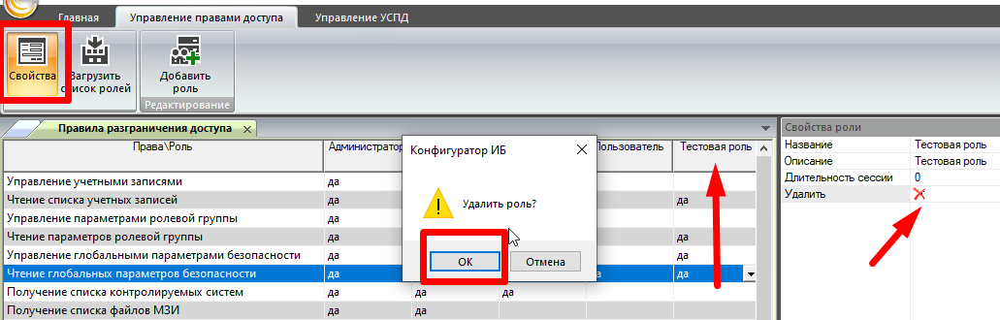 Главная Управление правами доступа Управление УСПД
Свойства Загрузить список ролей Добавить роль
Редактирование
Правила разграничения доступа
Права\Роль Администратор Пользователь Тестовая роль
Управление учетными записями да
Чтение списка учетных записей да да
Управление параметрами ролевой группы да
Чтение параметров ролевой группы да да
Управление глобальными параметрами безопасности да да
Чтение глобальных параметров безопасности да да
Получение списка контролируемых систем да да да
Получение списка файлов МЗИ да да
Конфигуратор ИБ
Удалить роль?
ОК Отмена
Свойства роли
Название Тестовая роль
Описание Тестовая роль
Длительность сессии 0
Удалить